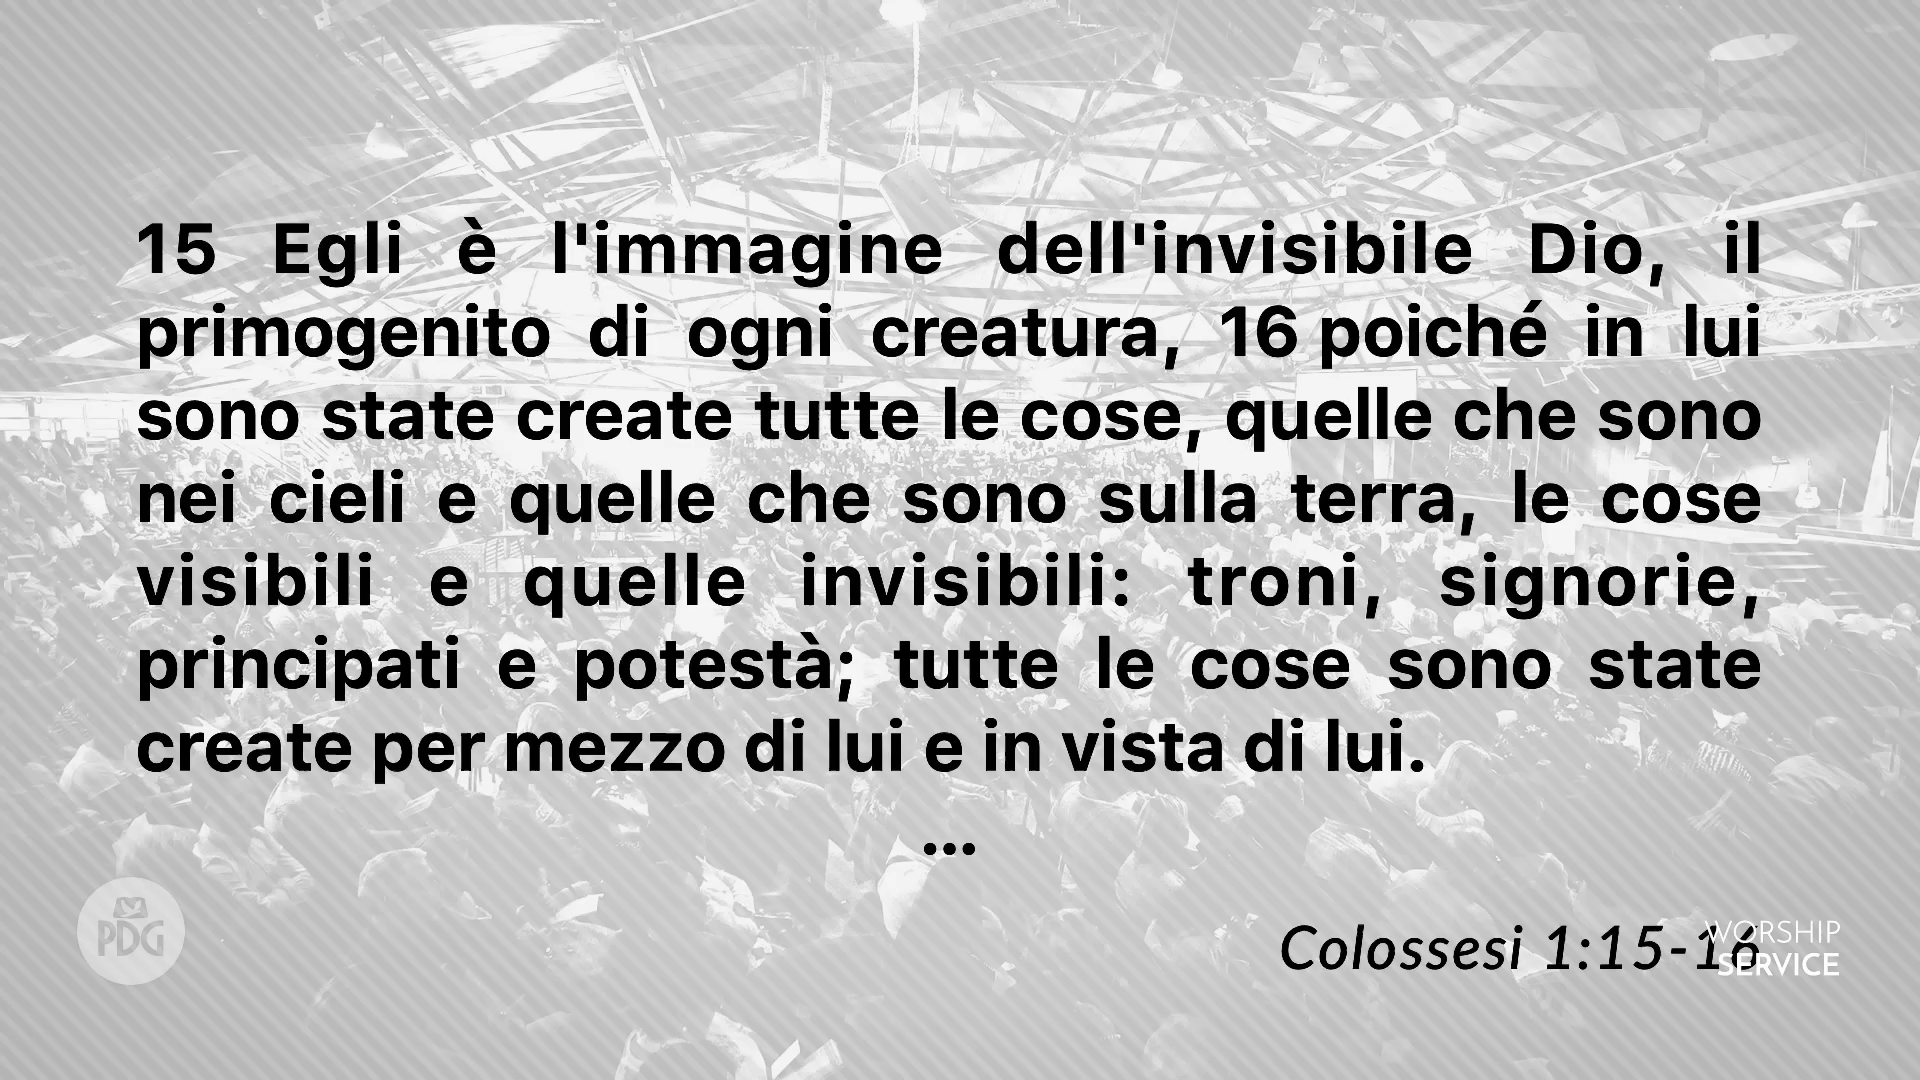 15 Egli è l'immagine dell'invisibile Dio, il
primogenito di ogni creatura, 16 poiché in lui
sono state create tutte le cose, quelle che sono
nei cieli e quelle che sono sulla terra, le cose
visibili e quelle invisibili: troni, signorie,
principati e potestà; tutte le cose sono state
create per mezzo di lui e in vista di lui.
...
Colossesi 1:15-16
PDG
WORSHIP
SERVICE